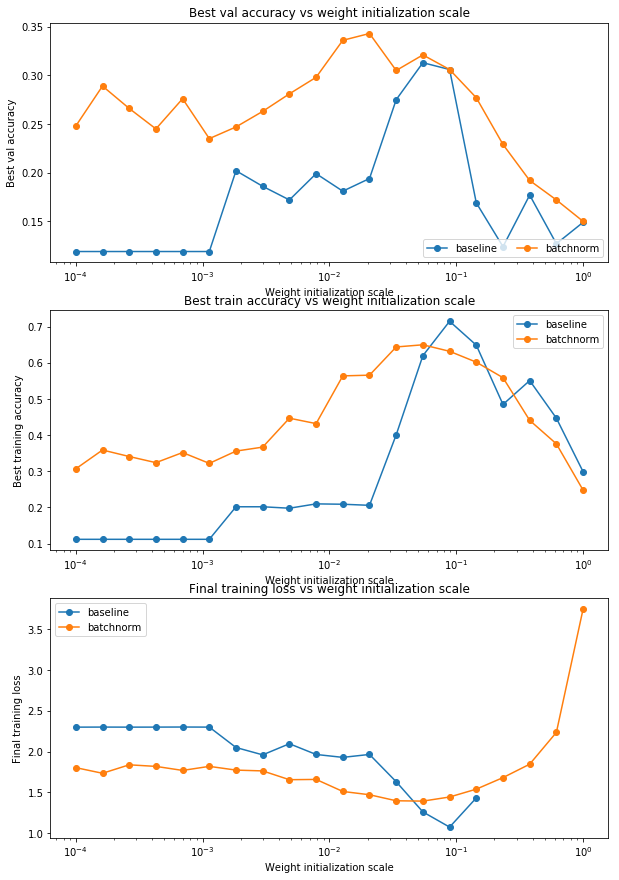 Best val accuracy vs weight initialization scale
0.35
0.30
0.25
0.20
0.15
Best val accuracy
baseline
batchnorm
10⁻⁴
10⁻³
10⁻²
10⁻¹
10⁰
Weight initialization scale
Best train accuracy vs weight initialization scale
0.7
0.6
0.5
0.4
0.3
0.2
0.1
Best training accuracy
baseline
batchnorm
10⁻⁴
10⁻³
10⁻²
10⁻¹
10⁰
Weight initialization scale
Final training loss vs weight initialization scale
3.5
3.0
2.5
2.0
1.5
1.0
Final training loss
baseline
batchnorm
10⁻⁴
10⁻³
10⁻²
10⁻¹
10⁰
Weight initialization scale